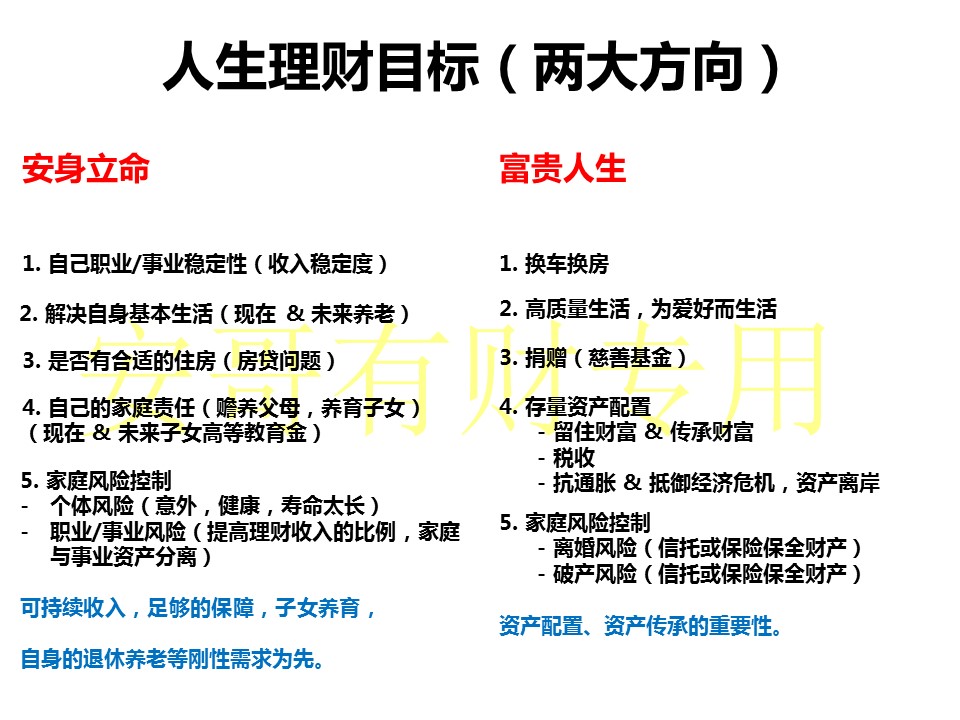 人生理财目标（两大方向）
安身立命
1. 自己职业/事业稳定性（收入稳定度）
2. 解决自身基本生活（现在 & 未来养老）
3. 是否有合适的住房（房贷问题）
4. 自己的家庭责任（赡养父母，养育子女）
（现在 & 未来子女高等教育金）
5. 家庭风险控制
- 个体风险（意外，健康，寿命太长）
- 职业/事业风险（提高理财收入的比例，家庭
与事业资产分离）
可持续收入，足够的保障，子女养育，
自身的退休养老等刚性需求为先。
富贵人生
1. 换车换房
2. 高质量生活，为爱好而生活
3. 捐赠（慈善基金）
4. 存量资产配置
- 留住财富 & 传承财富
- 税收
- 抗通胀 & 抵御经济危机，资产离岸
5. 家庭风险控制
- 离婚风险（信托或保险保全财产）
- 破产风险（信托或保险保全财产）
资产配置、资产传承的重要性。
安哥有财专用